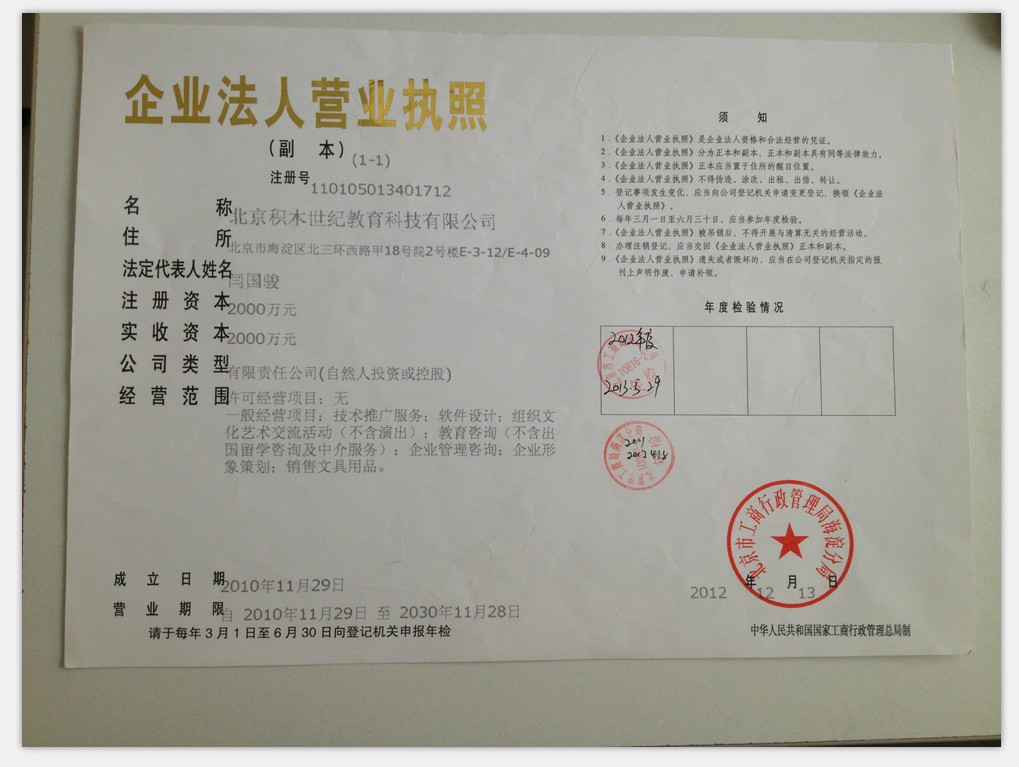 企业法人营业执照
（副 本）(1-1)
注册号110105013401712
名 称 北京积木世纪教育科技有限公司
住 所 北京市海淀区北三环西路甲18号院2号楼E-3-12/E-4-09
法定代表人姓名 闫国骏
注 册 资 本 2000万元
实 收 资 本 2000万元
公 司 类 型 有限责任公司(自然人投资或控股)
经 营 范 围 许可经营项目：无
一般经营项目：技术推广服务；软件设计；组织文
化艺术交流活动（不含演出）；教育咨询（不含出
国留学咨询及中介服务）；企业管理咨询；企业形
象策划；销售文具用品。
成 立 日 期 2010年11月29日
营 业 期 限 自 2010年11月29日 至 2030年11月28日
请于每年3月1日至6月30日向登记机关申报年检
须 知
1．《企业法人营业执照》是企业法人资格和合法经营的凭证。
2．《企业法人营业执照》分为正本和副本，正本和副本具有同等法律效力。
3．《企业法人营业执照》正本应当置于住所的醒目位置。
4．《企业法人营业执照》不得伪造、涂改、出租、出借、转让。
5．登记事项发生变化，应当向公司登记机关申请变更登记，换领《企业法
人营业执照》。
6．每年三月一日至六月三十日，应当参加年度检验。
7．《企业法人营业执照》被吊销后，不得开展与清算无关的经营活动。
8．办理注销登记，应当交回《企业法人营业执照》正本和副本。
9．《企业法人营业执照》遗失或者毁坏的，应当在公司登记机关指定的报
刊上声明作废，申请补领。
年度检验情况
2012年度
2013.5.29
2011
北京市工商行政管理局海淀分局
2012 年 12 月 13 日
中华人民共和国国家工商行政管理总局制